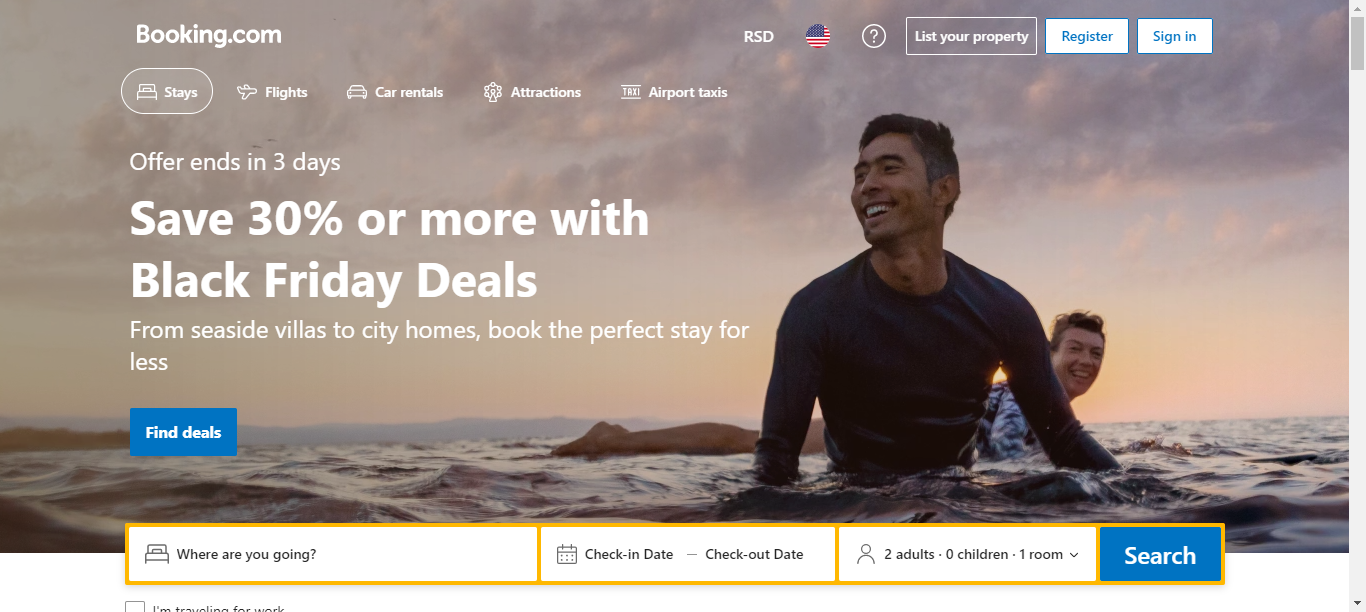 Booking.com
RSD
?
List your property
Register
Sign in
Stays
Flights
Car rentals
Attractions
TAXI
Airport taxis
Offer ends in 3 days
Save 30% or more with
Black Friday Deals
From seaside villas to city homes, book the perfect stay for
less
Find deals
Where are you going?
Check-in Date — Check-out Date
2 adults · 0 children · 1 room
Search
I'm traveling for work